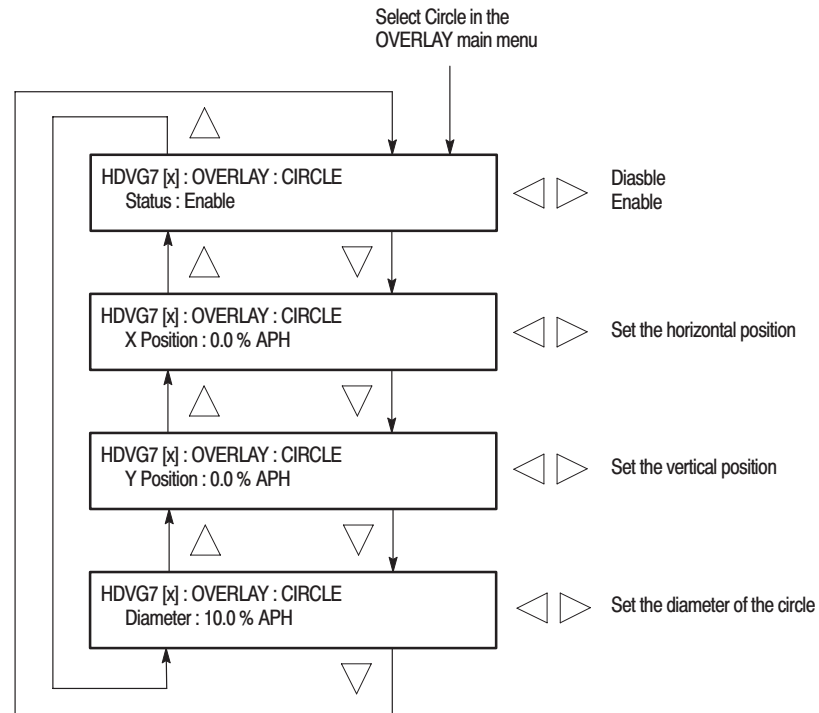 Select Circle in the
OVERLAY main menu
HDVG7 [x] : OVERLAY : CIRCLE
Status : Enable
Diasble
Enable
HDVG7 [x] : OVERLAY : CIRCLE
X Position : 0.0 % APH
Set the horizontal position
HDVG7 [x] : OVERLAY : CIRCLE
Y Position : 0.0 % APH
Set the vertical position
HDVG7 [x] : OVERLAY : CIRCLE
Diameter : 10.0 % APH
Set the diameter of the circle